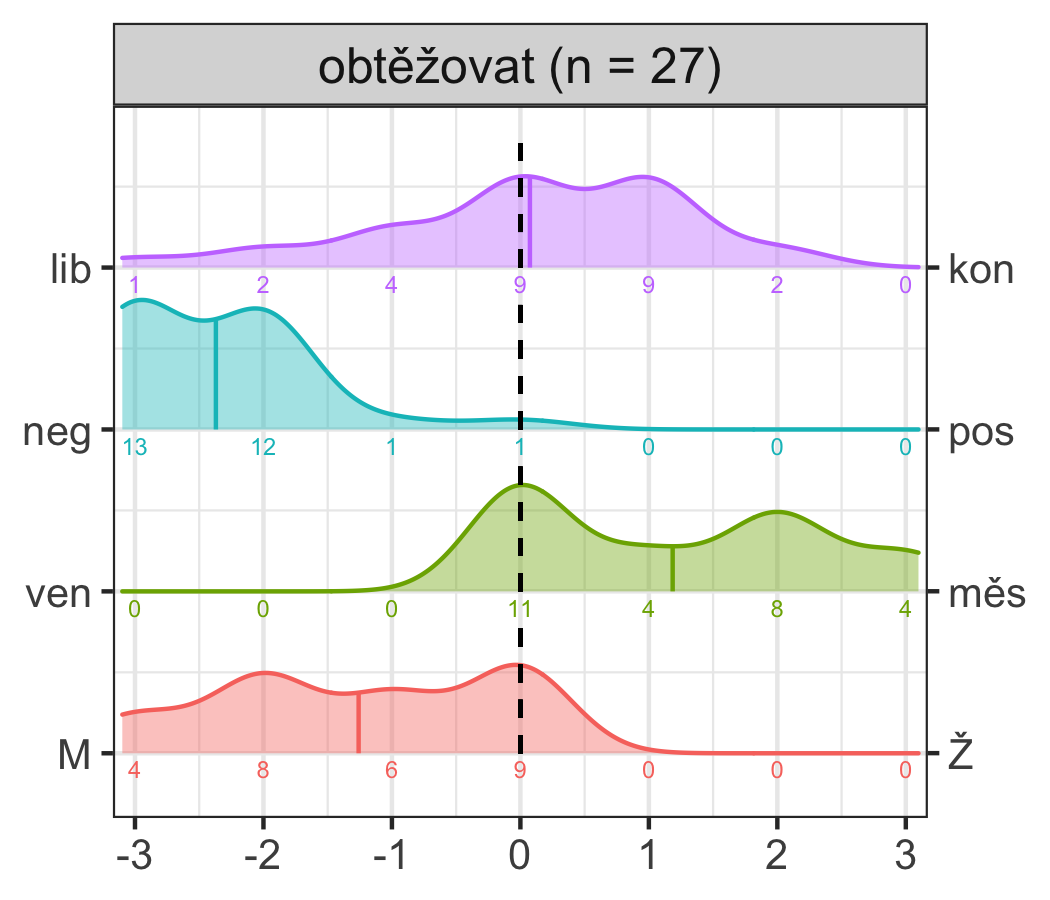 obtěžovat (n = 27)
lib kon
1 2 4 9 9 2 0
neg pos
13 12 1 1 0 0 0
ven měs
0 0 0 11 4 8 4
M Ž
4 8 6 9 0 0 0
-3 -2 -1 0 1 2 3